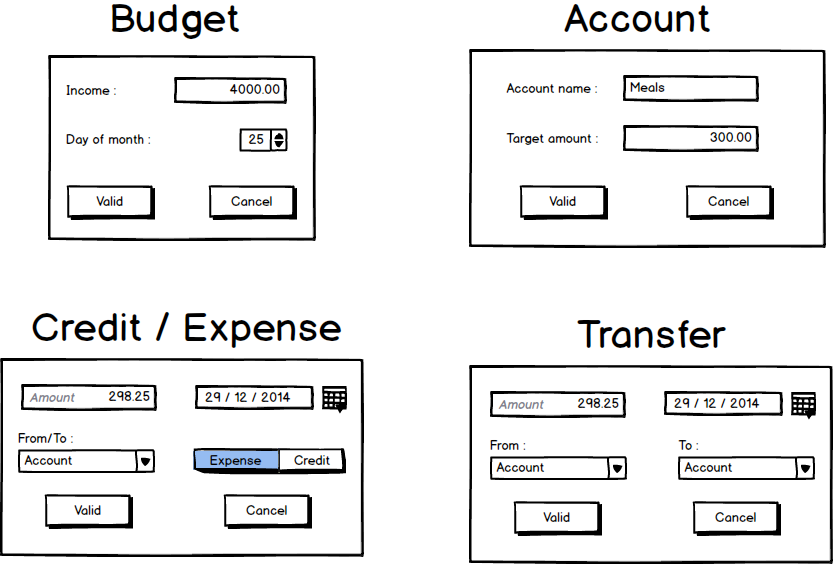 Budget
Income : 4000.00
Day of month : 25
Valid Cancel
Account
Account name : Meals
Target amount : 300.00
Valid Cancel
Credit / Expense
Amount 298.25 29 / 12 / 2014
From/To :
Account Expense Credit
Valid Cancel
Transfer
Amount 298.25 29 / 12 / 2014
From : To :
Account Account
Valid Cancel